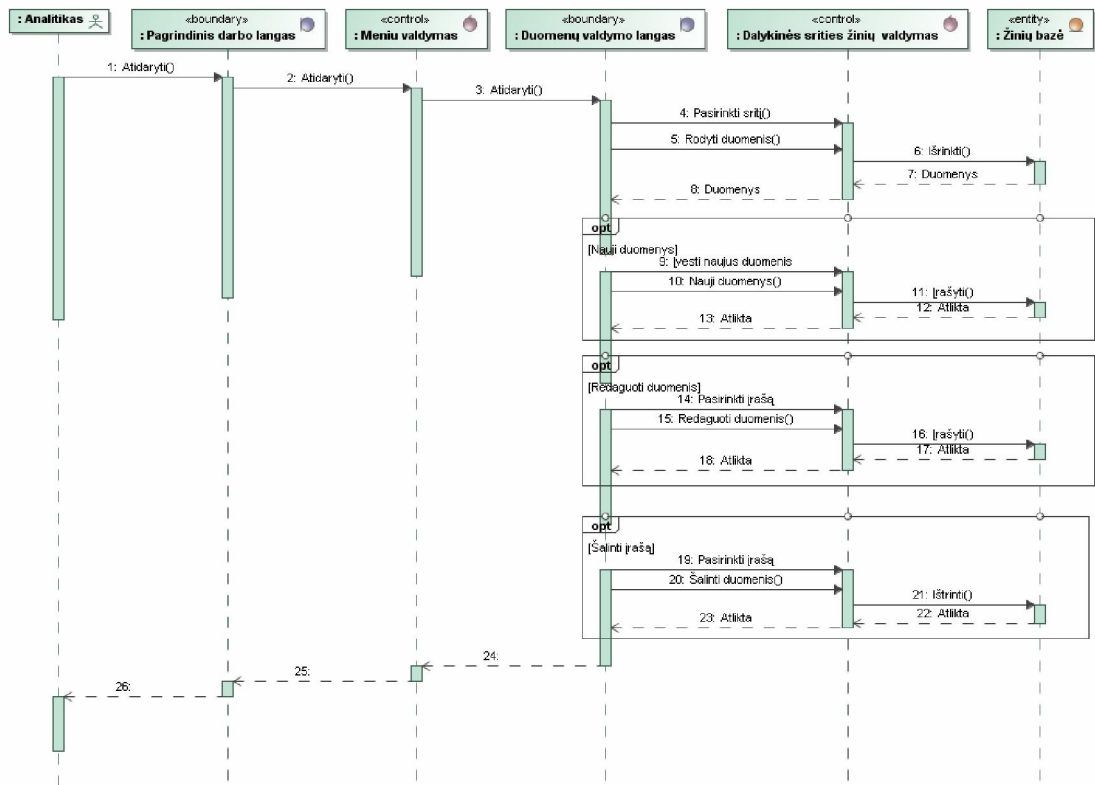 : Analitikas
«boundary»
: Pagrindinis darbo langas
«control»
: Meniu valdymas
«boundary»
: Duomenų valdymo langas
«control»
: Dalykinės srities žinių valdymas
«entity»
: Žinių bazė
1: Atidaryti()
2: Atidaryti()
3: Atidaryti()
4: Pasirinkti sritį()
5: Rodyti duomenis()
6: Išrinkti()
7: Duomenys
8: Duomenys
opt
[Nauji duomenys]
9: Įvesti naujus duomenis
10: Nauji duomenys()
11: Įrašyti()
12: Atlikta
13: Atlikta
opt
[Redaguoti duomenis]
14: Pasirinkti įrašą
15: Redaguoti duomenis()
16: Įrašyti()
17: Atlikta
18: Atlikta
opt
[Šalinti įrašą]
19: Pasirinkti įrašą
20: Šalinti duomenis()
21: Ištrinti()
22: Atlikta
23: Atlikta
24:
25:
26: